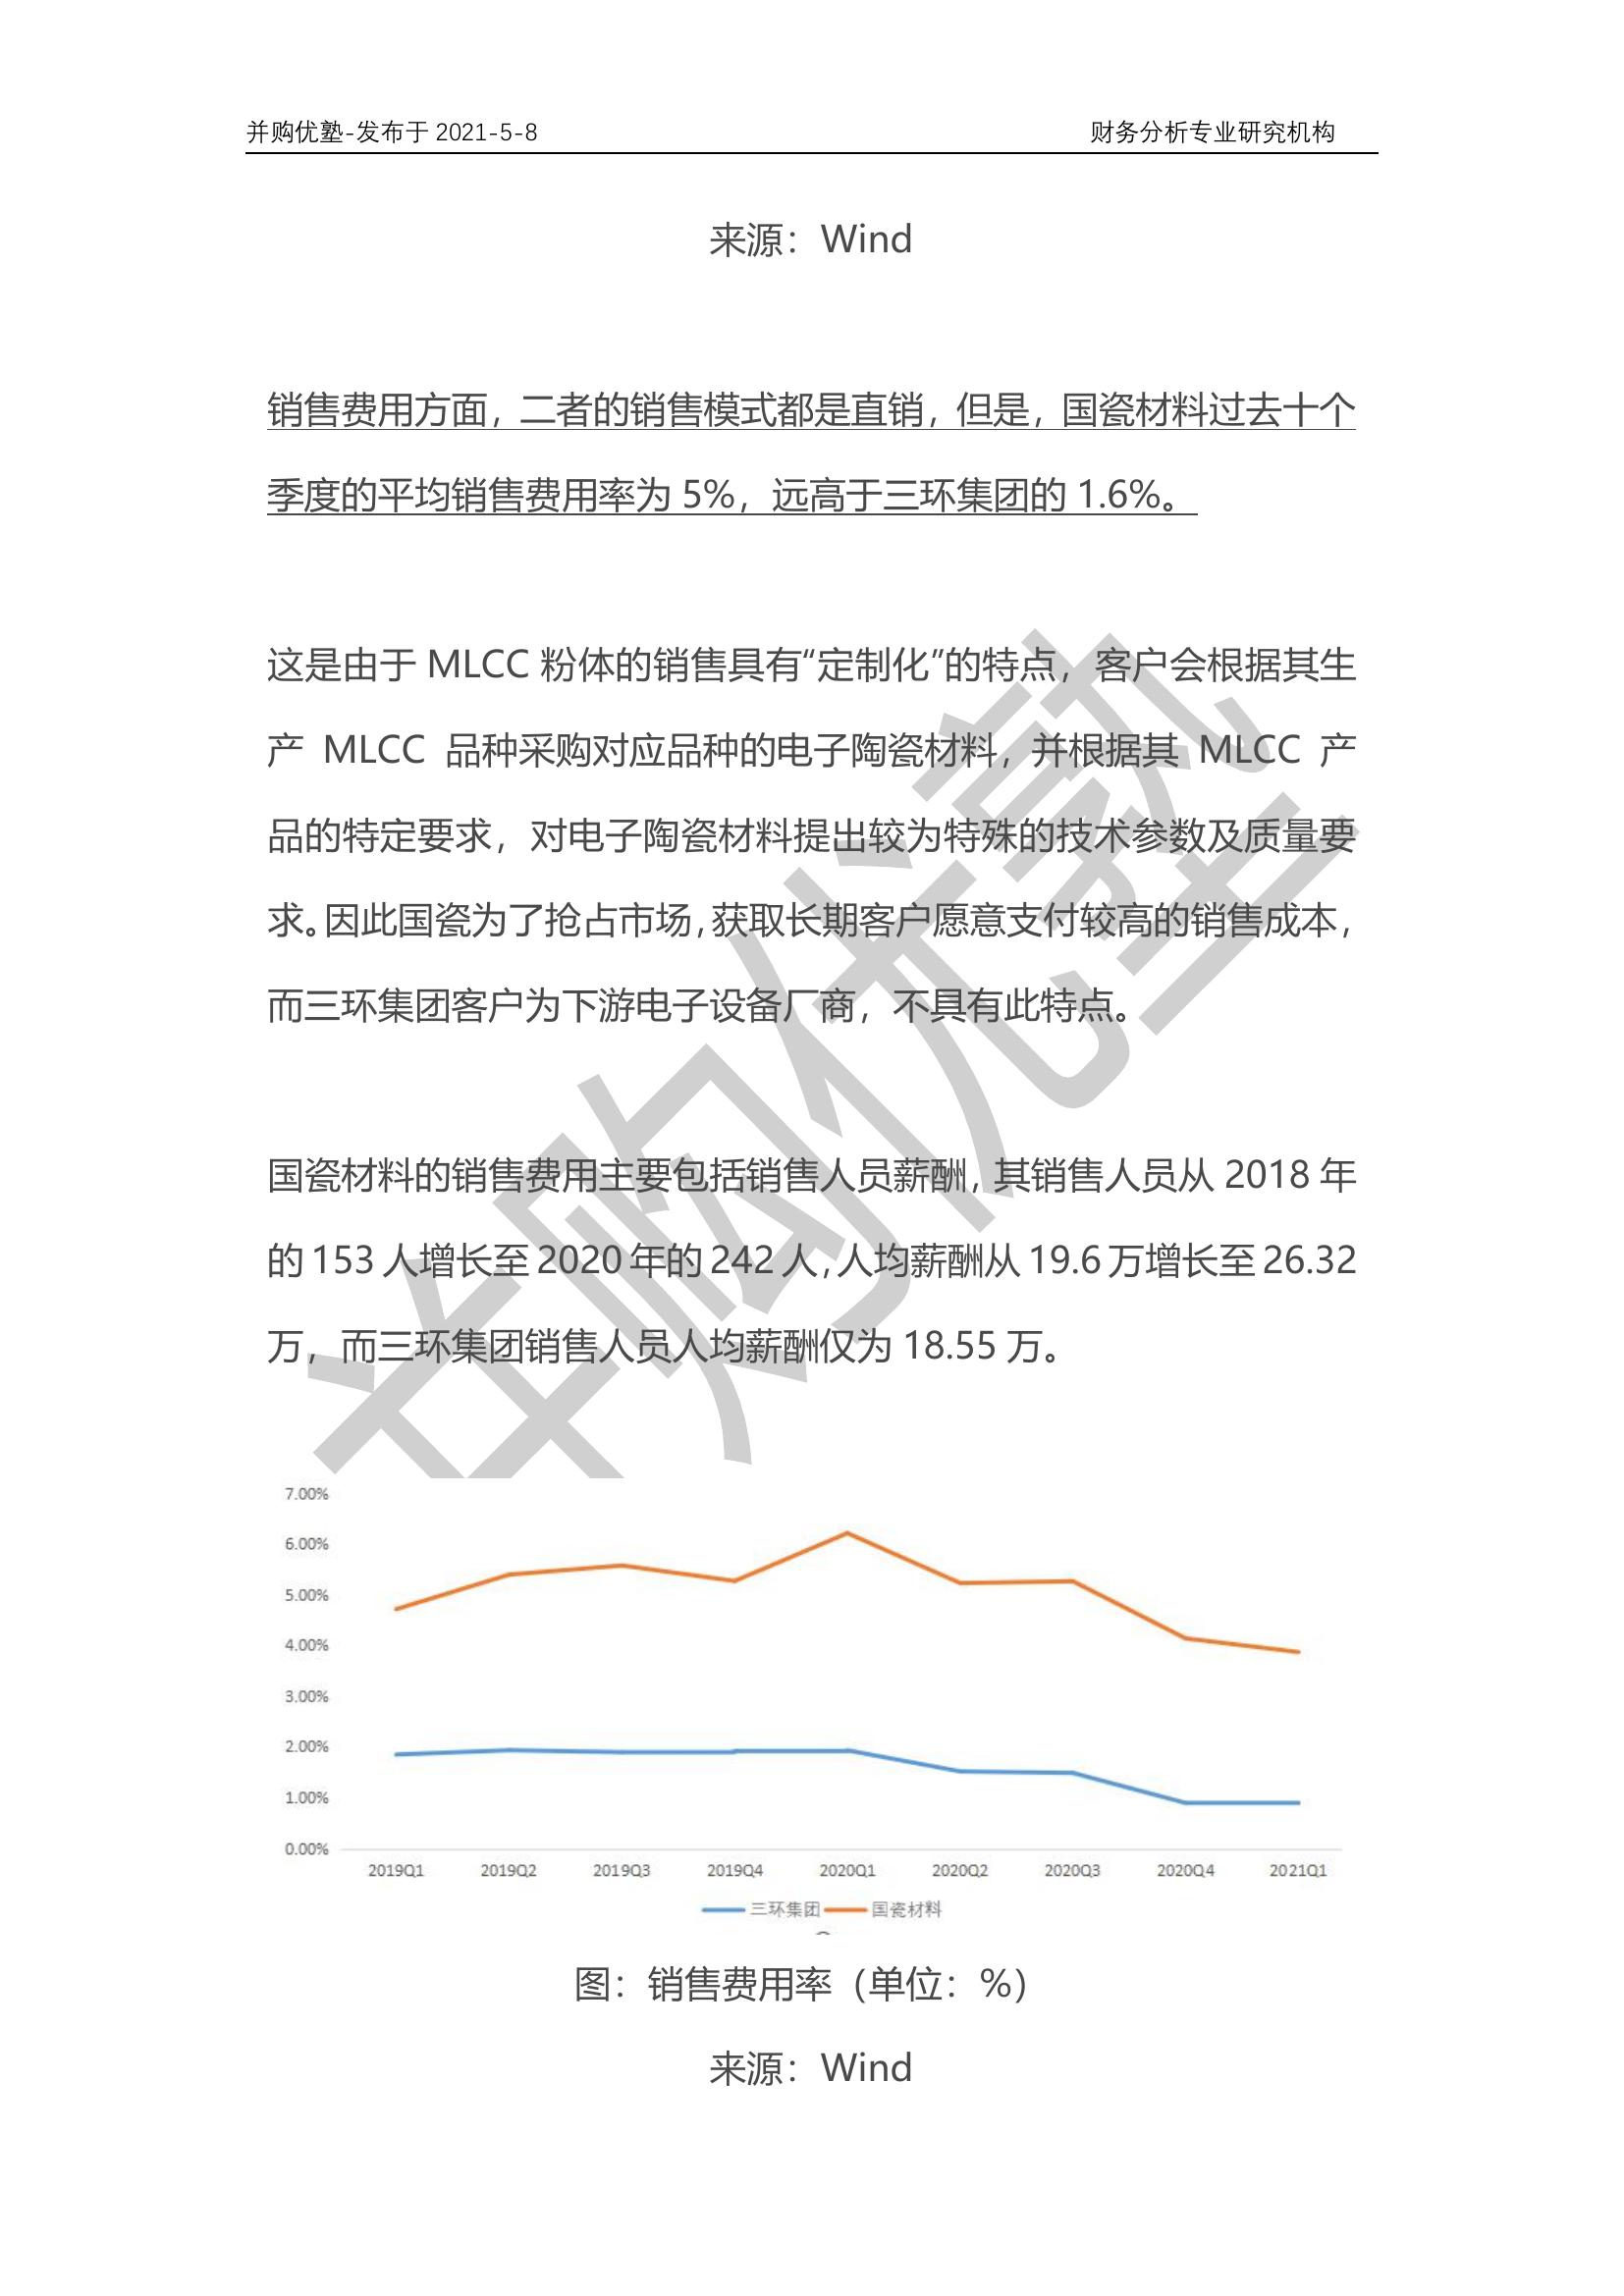 并购优塾-发布于 2021-5-8 财务分析专业研究机构
来源：Wind
销售费用方面，二者的销售模式都是直销，但是，国瓷材料过去十个
季度的平均销售费用率为 5%，远高于三环集团的 1.6%。
这是由于 MLCC 粉体的销售具有“定制化”的特点，客户会根据其生
产 MLCC 品种采购对应品种的电子陶瓷材料，并根据其 MLCC 产
品的特定要求，对电子陶瓷材料提出较为特殊的技术参数及质量要
求。因此国瓷为了抢占市场，获取长期客户愿意支付较高的销售成本，
而三环集团客户为下游电子设备厂商，不具有此特点。
国瓷材料的销售费用主要包括销售人员薪酬，其销售人员从 2018 年
的 153 人增长至 2020 年的 242 人，人均薪酬从 19.6 万增长至 26.32
万，而三环集团销售人员人均薪酬仅为 18.55 万。
并购优塾
7.00%
6.00%
5.00%
4.00%
3.00%
2.00%
1.00%
0.00%
2019Q1 2019Q2 2019Q3 2019Q4 2020Q1 2020Q2 2020Q3 2020Q4 2021Q1
三环集团 国瓷材料
图：销售费用率（单位：%）
来源：Wind